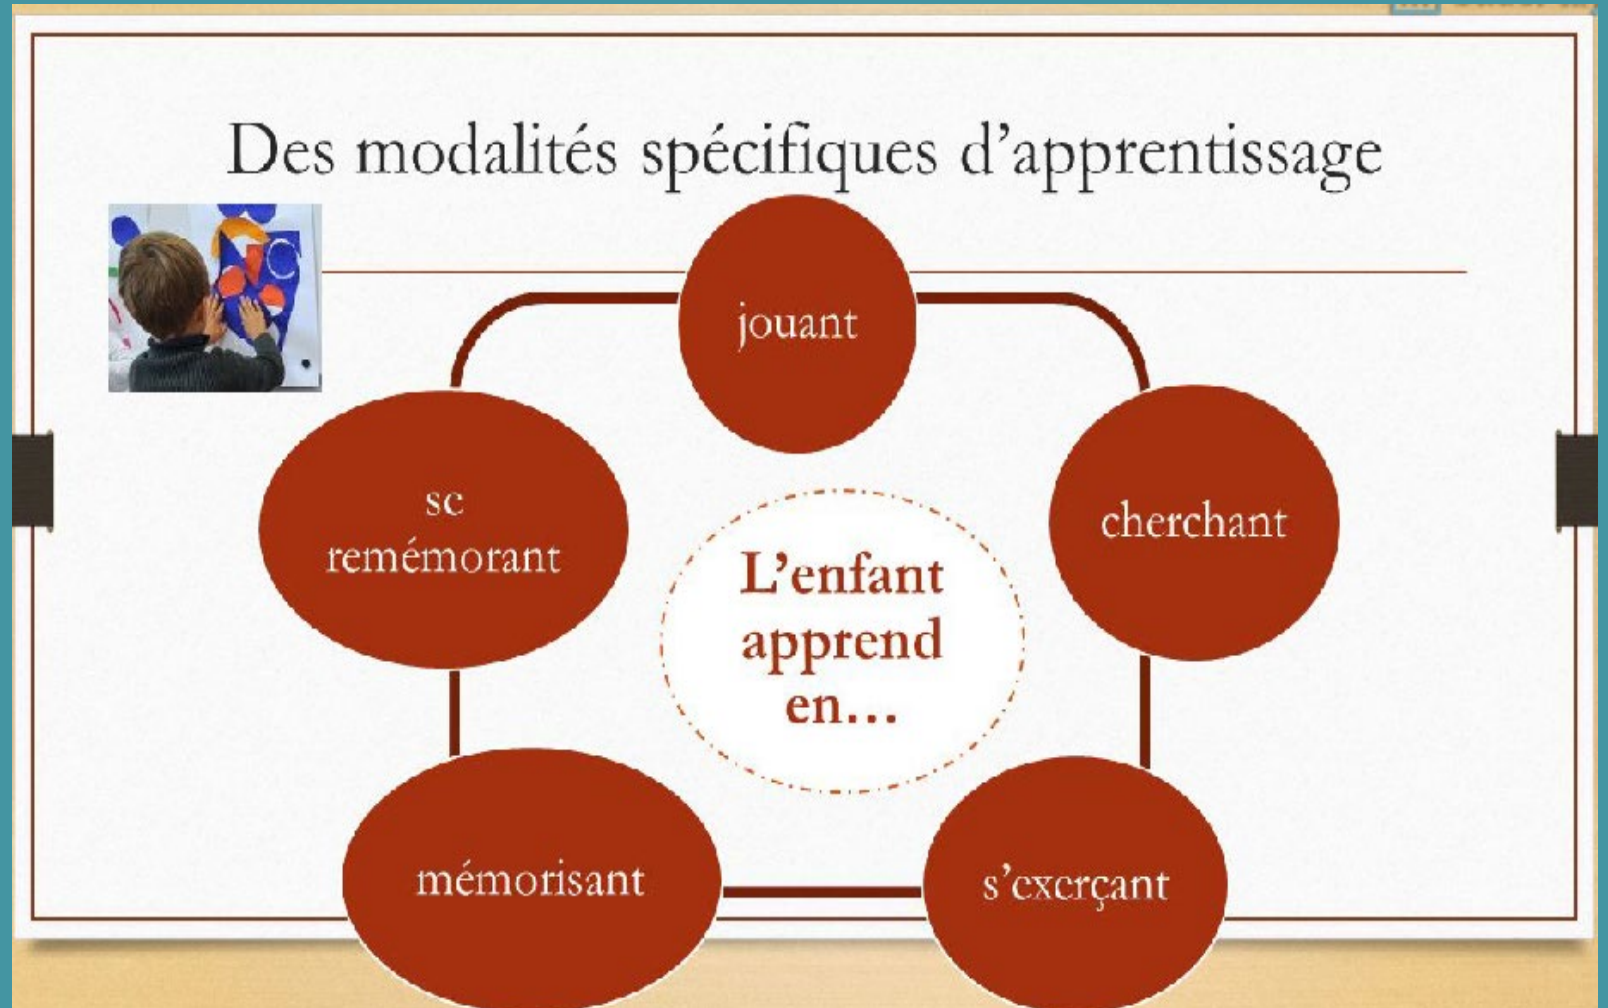 Des modalités spécifiques d'apprentissage
jouant
cherchant
s'exerçant
mémorisant
se
remémorant
L'enfant
apprend
en…